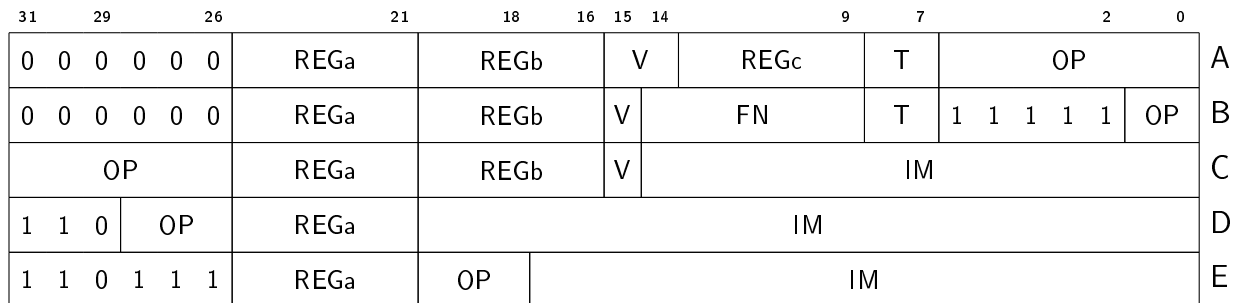 31 29 26 21 18 16 15 14 9 7 2 0
0 0 0 0 0 0 REGa REGb V REGc T OP A
0 0 0 0 0 0 REGa REGb V FN T 1 1 1 1 1 OP B
OP REGa REGb V IM C
1 1 0 OP REGa IM D
1 1 0 1 1 1 REGa OP IM E